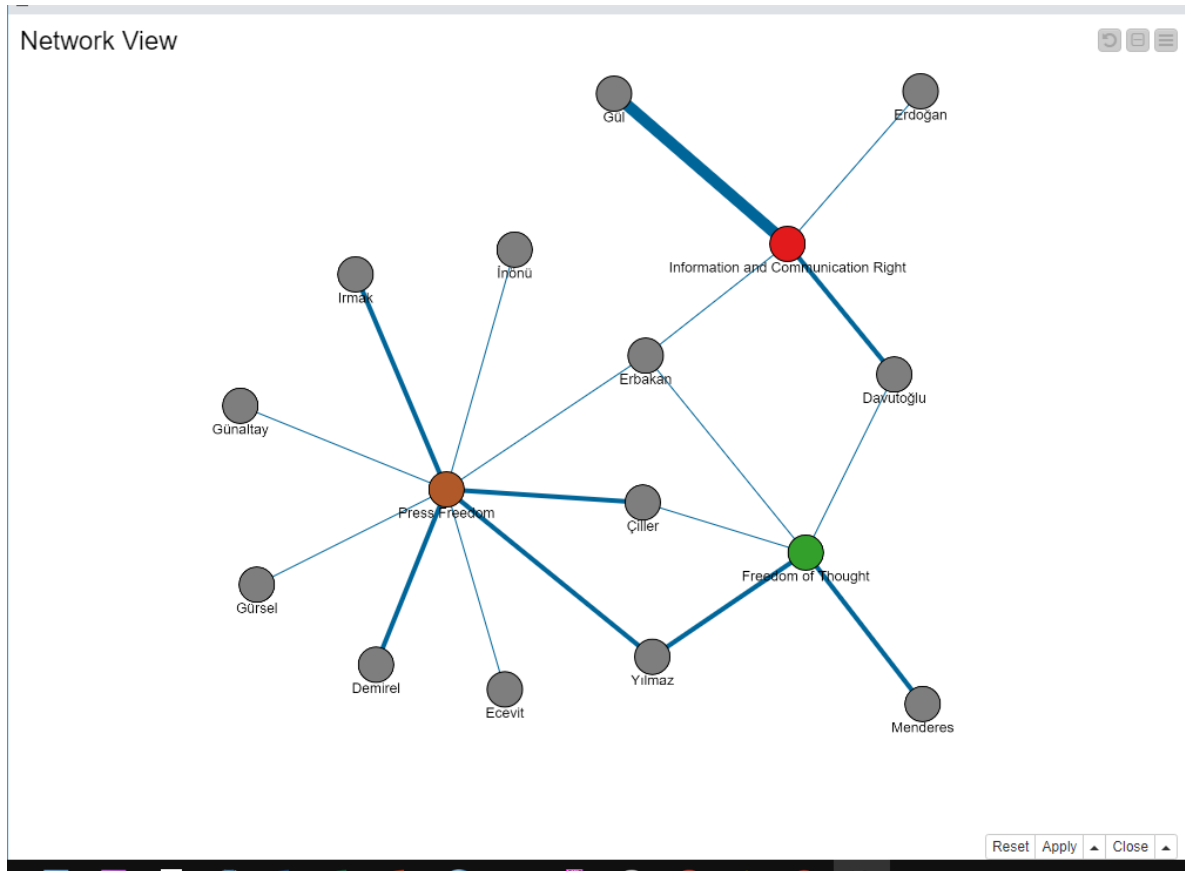 Network View
Gül
Erdoğan
Information and Communication Right
İnönü
Irmak
Erbakan
Davutoğlu
Günaltay
Press Freedom
Çiller
Freedom of Thought
Gürsel
Yılmaz
Demirel
Ecevit
Menderes
Reset Apply Close